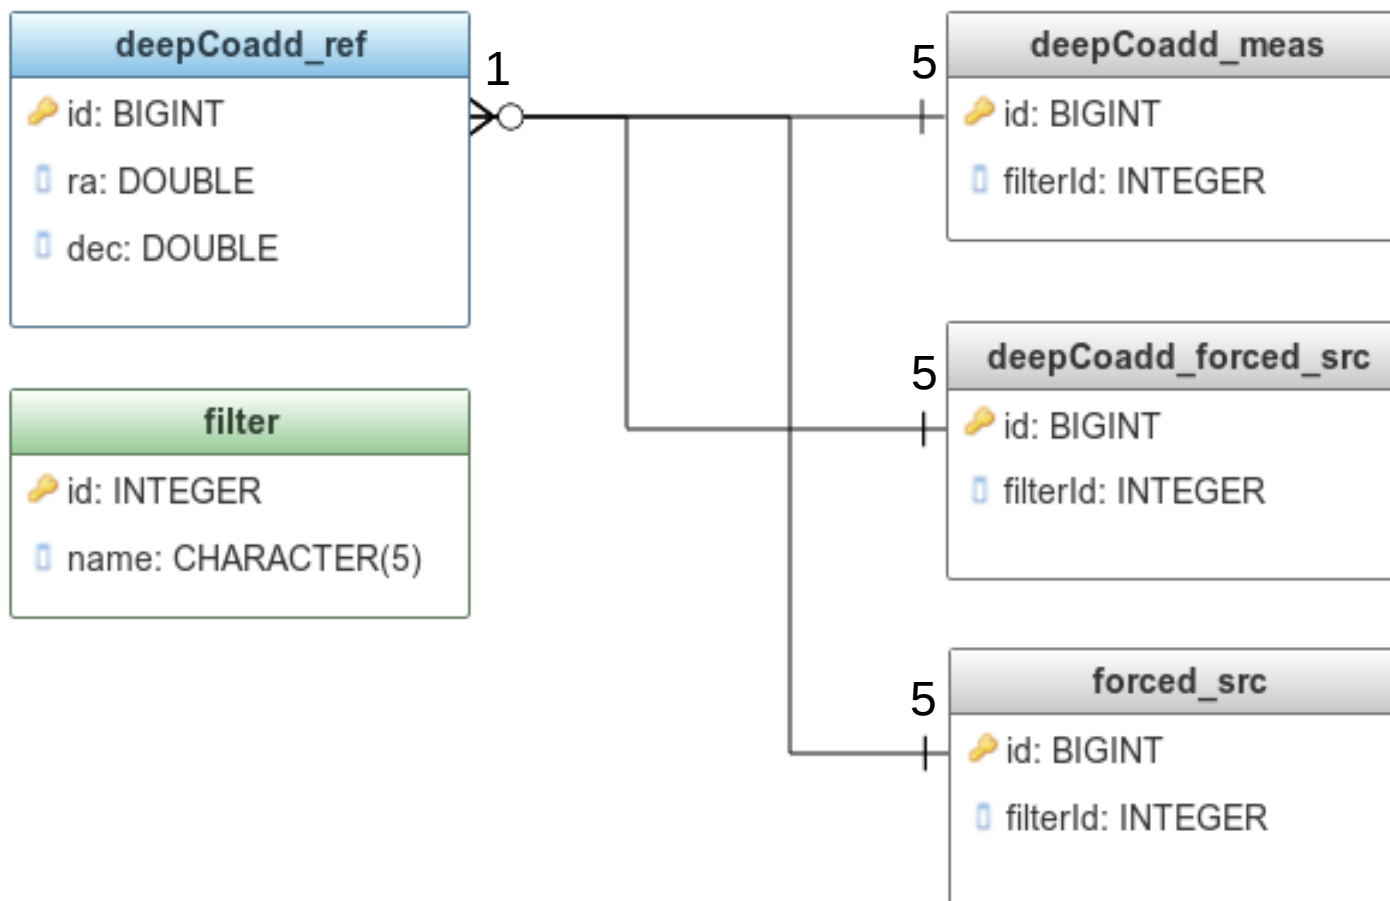 deepCoadd_ref
id: BIGINT
ra: DOUBLE
dec: DOUBLE
filter
id: INTEGER
name: CHARACTER(5)
1
5
deepCoadd_meas
id: BIGINT
filterId: INTEGER
5
deepCoadd_forced_src
id: BIGINT
filterId: INTEGER
5
forced_src
id: BIGINT
filterId: INTEGER